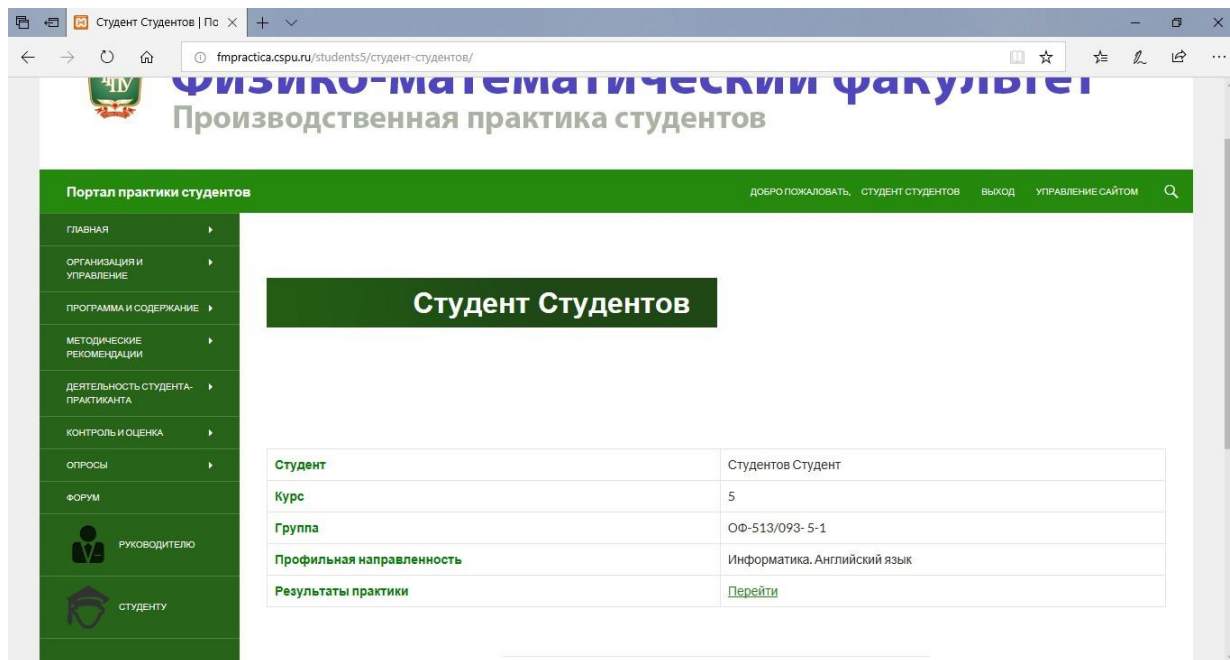 Студент Студентов | По
fmpractica.cspu.ru/students5/студент-студентов/
ЧГПУ
Физико-математический факультет
Производственная практика студентов
Портал практики студентов
ДОБРО ПОЖАЛОВАТЬ, СТУДЕНТ СТУДЕНТОВ ВЫХОД УПРАВЛЕНИЕ САЙТОМ
ГЛАВНАЯ
ОРГАНИЗАЦИЯ И
УПРАВЛЕНИЕ
ПРОГРАММА И СОДЕРЖАНИЕ
МЕТОДИЧЕСКИЕ
РЕКОМЕНДАЦИИ
ДЕЯТЕЛЬНОСТЬ СТУДЕНТА-
ПРАКТИКАНТА
КОНТРОЛЬ И ОЦЕНКА
ОПРОСЫ
ФОРУМ
РУКОВОДИТЕЛЮ
СТУДЕНТУ
Студент Студентов
Студент Студентов Студент
Курс 5
Группа ОФ-513/093- 5-1
Профильная направленность Информатика. Английский язык
Результаты практики Перейти